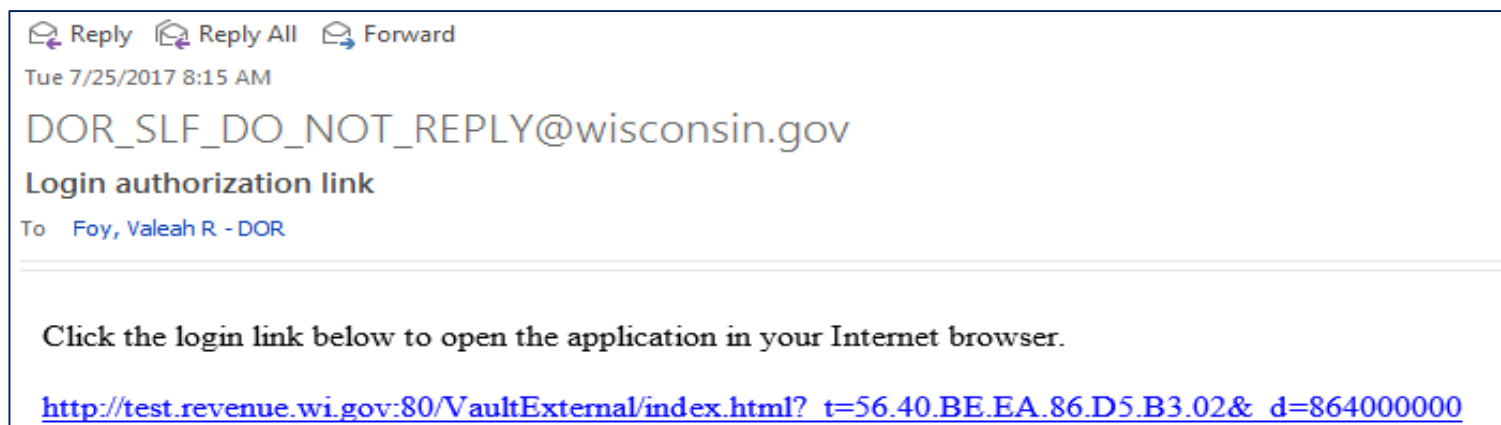 Reply Reply All Forward
Tue 7/25/2017 8:15 AM
DOR_SLF_DO_NOT_REPLY@wisconsin.gov
Login authorization link
To Foy, Valeah R - DOR
Click the login link below to open the application in your Internet browser.
http://test.revenue.wi.gov:80/VaultExternal/index.html?_t=56.40.BE.EA.86.D5.B3.02&_d=864000000